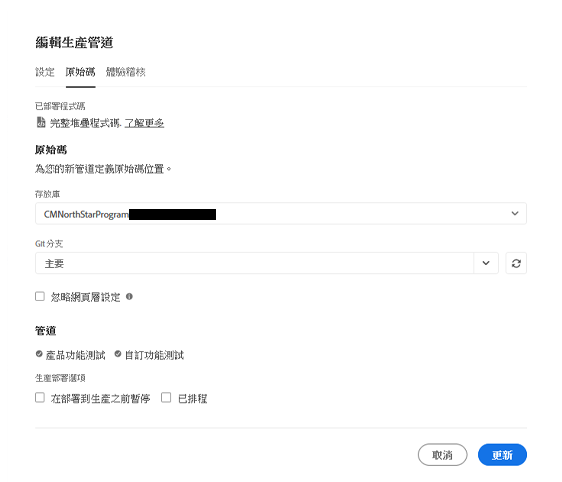 編輯生產管道
設定 原始碼 體驗稽核
已部署程式碼
完整堆疊程式碼. 了解更多
原始碼
為您的新管道定義原始碼位置。
存放庫
CMNorthStarProgram
Git 分支
主要
忽略網頁層設定
管道
產品功能測試 自訂功能測試
生產部署選項
在部署到生產之前暫停 已排程
取消 更新